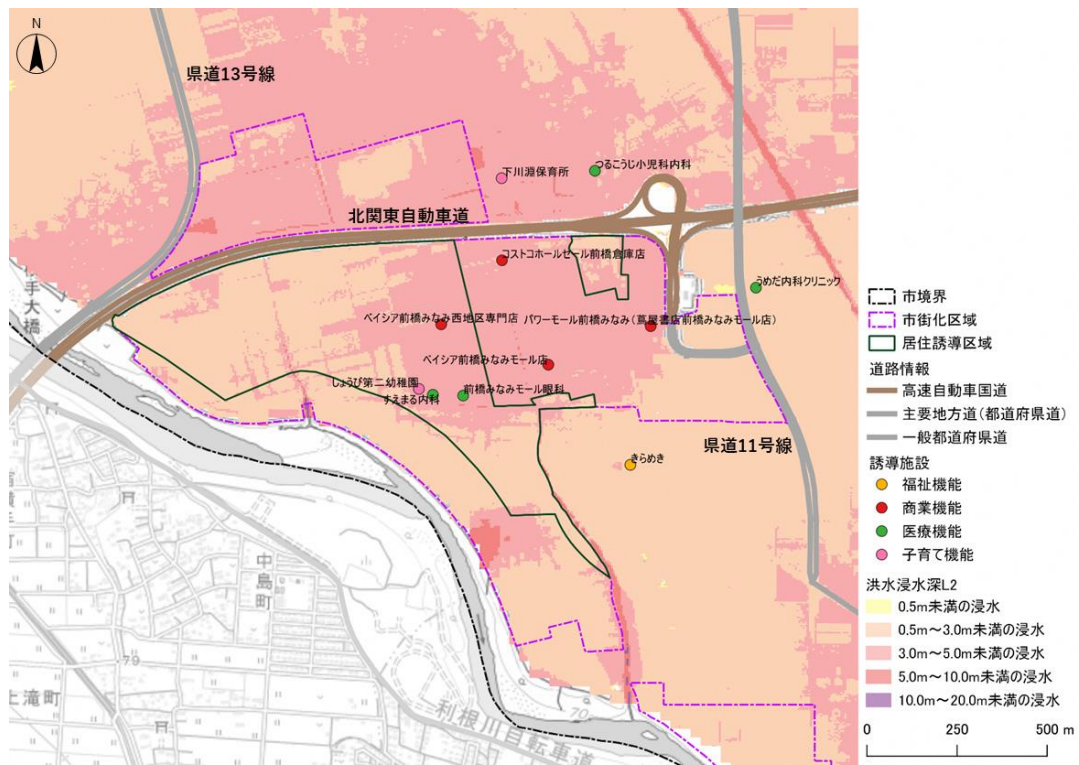 N
県道13号線
つるこうじ小児科内科
下川淵保育所
北関東自動車道
コストコホールセール前橋倉庫店
うめだ内科クリニック
ベイシア前橋みなみ西地区専門店
パワーモール前橋みなみ(蔦屋書店前橋みなみモール店)
ベイシア前橋みなみモール店
しょうび第二幼稚園
前橋みなみモール眼科
すえまる内科
県道11号線
きらめき
手大橋
中島町
79
上滝町
70
利根川自転車道
市境界
市街化区域
居住誘導区域
道路情報
高速自動車国道
主要地方道(都道府県道)
一般都道府県道
誘導施設
福祉機能
商業機能
医療機能
子育て機能
洪水浸水深L2
0.5m未満の浸水
0.5m～3.0m未満の浸水
3.0m～5.0m未満の浸水
5.0m～10.0m未満の浸水
10.0m～20.0m未満の浸水
0 250 500 m